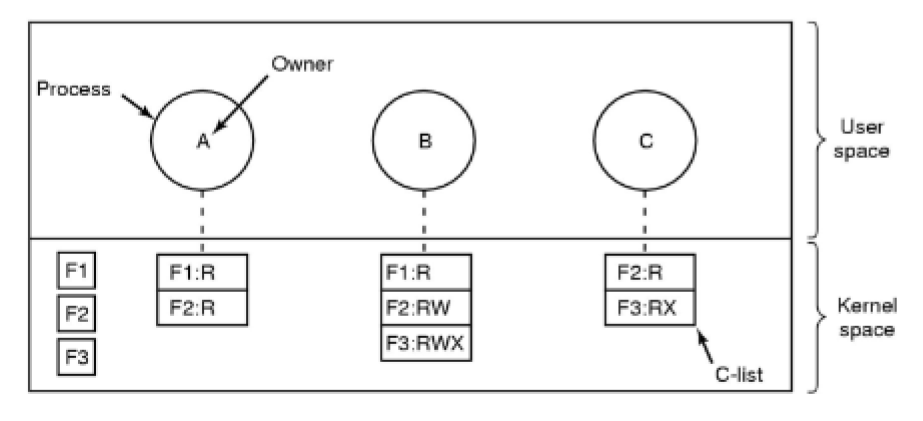 Owner
Process
A
B
C
User
space
F1
F2
F3
F1:R
F2:R
F1:R
F2:RW
F3:RWX
F2:R
F3:RX
C-list
Kernel
space